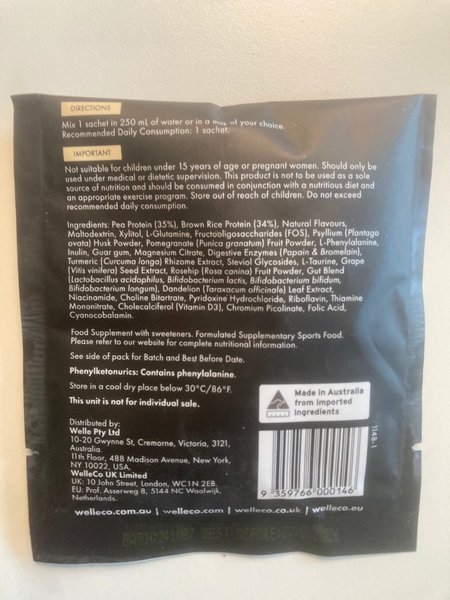 DIRECTIONS
Mix 1 sachet in 250 mL of water or in a milk of your choice.
Recommended Daily Consumption: 1 sachet.
IMPORTANT
Not suitable for children under 15 years of age or pregnant women. Should only be
used under medical or dietetic supervision. This product is not to be used as a sole
source of nutrition and should be consumed in conjunction with a nutritious diet and
an appropriate exercise program. Store out of reach of children. Do not exceed
recommended daily consumption.
Ingredients: Pea Protein (35%), Brown Rice Protein (34%), Natural Flavours,
Maltodextrin, Xylitol, L-Glutamine, Fructooligosaccharides (FOS), Psyllium (Plantago
ovata) Husk Powder, Pomegranate (Punica granatum) Fruit Powder, L-Phenylalanine,
Inulin, Guar gum, Magnesium Citrate, Digestive Enzymes (Papain & Bromelain),
Turmeric (Curcuma longa) Rhizome Extract, Steviol Glycosides, L-Taurine, Grape
(Vitis vinifera) Seed Extract, Rosehip (Rosa canina) Fruit Powder, Gut Blend
(Lactobacillus acidophilus, Bifidobacterium lactis, Bifidobacterium bifidum,
Bifidobacterium longum), Dandelion (Taraxacum officinale) Leaf Extract,
Niacinamide, Choline Bitartrate, Pyridoxine Hydrochloride, Riboflavin, Thiamine
Mononitrate, Cholecalciferol (Vitamin D3), Chromium Picolinate, Folic Acid,
Cyanocobalamin.
Food Supplement with sweeteners. Formulated Supplementary Sports Food.
Please refer to our website for complete nutritional information.
See side of pack for Batch and Best Before Date.
Phenylketonurics: Contains phenylalanine.
Store in a cool dry place below 30°C/86°F.
This unit is not for individual sale.
Made in Australia
from imported
ingredients
Distributed by:
Welle Pty Ltd
10-20 Gwynne St, Cremorne, Victoria, 3121,
Australia.
11th Floor, 488 Madison Avenue, New York,
NY 10022, USA.
WelleCo UK Limited
UK: 10 John Street, London, WC1N 2EB.
EU: Prof. Asserweg 8, 5144 NC Waalwijk,
Netherlands.
1148-1
9 359766 000146
welleco.com.au | welleco.com | welleco.co.uk | welleco.eu
BEST BEFORE